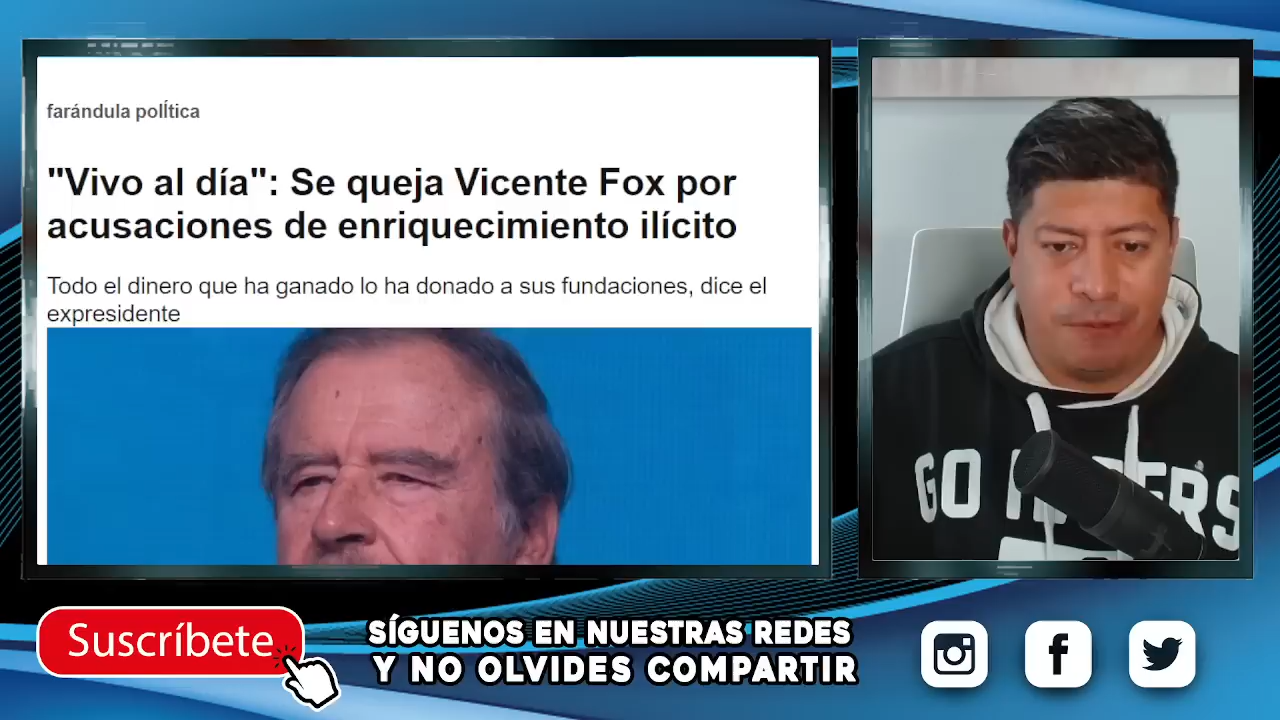 farándula polÍtica
"Vivo al día": Se queja Vicente Fox por
acusaciones de enriquecimiento ilícito
Todo el dinero que ha ganado lo ha donado a sus fundaciones, dice el
expresidente
GO
Suscríbete
SÍGUENOS EN NUESTRAS REDES
Y NO OLVIDES COMPARTIR